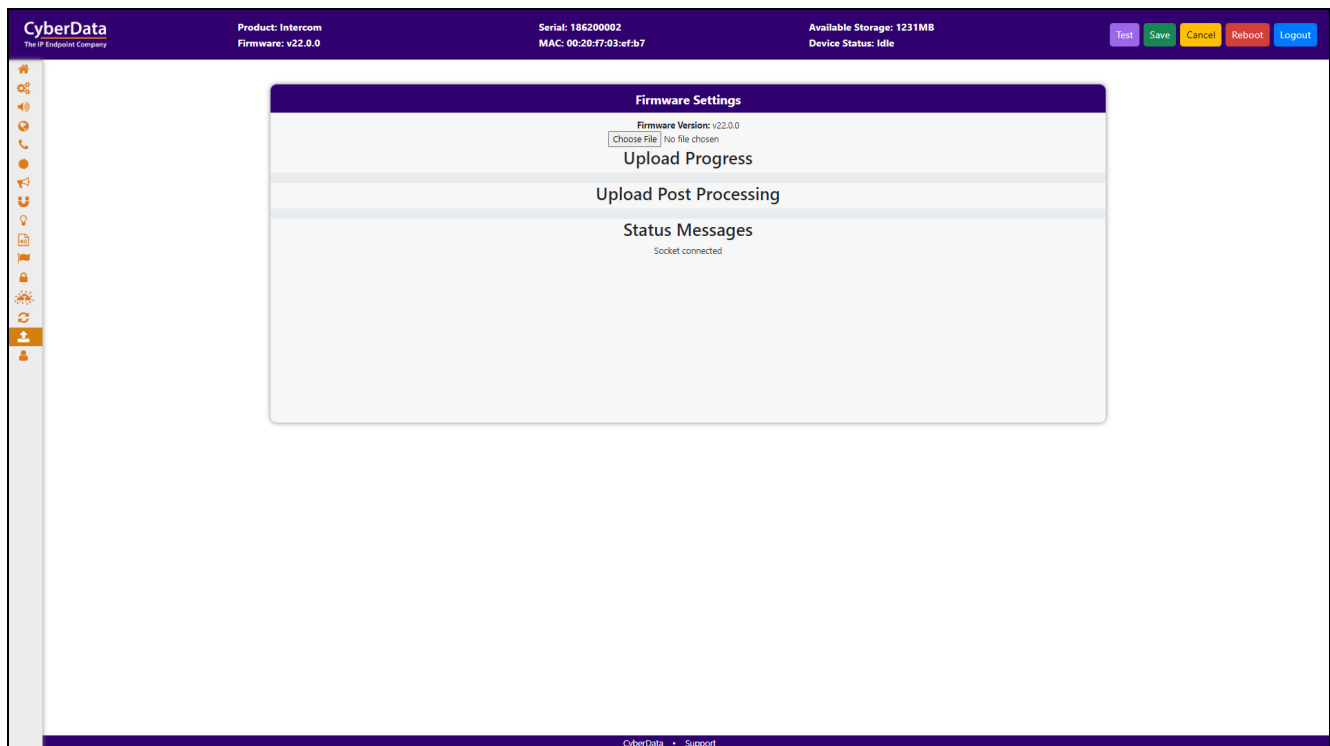 CyberData
The IP Endpoint Company
Product: Intercom
Firmware: v22.0.0
Serial: 186200002
MAC: 00:20:f7:03:ef:b7
Available Storage: 1231MB
Device Status: Idle
Test Save Cancel Reboot Logout
Firmware Settings
Firmware Version: v22.0.0
Choose File No file chosen
Upload Progress
Upload Post Processing
Status Messages
Socket connected
CyberData • Support